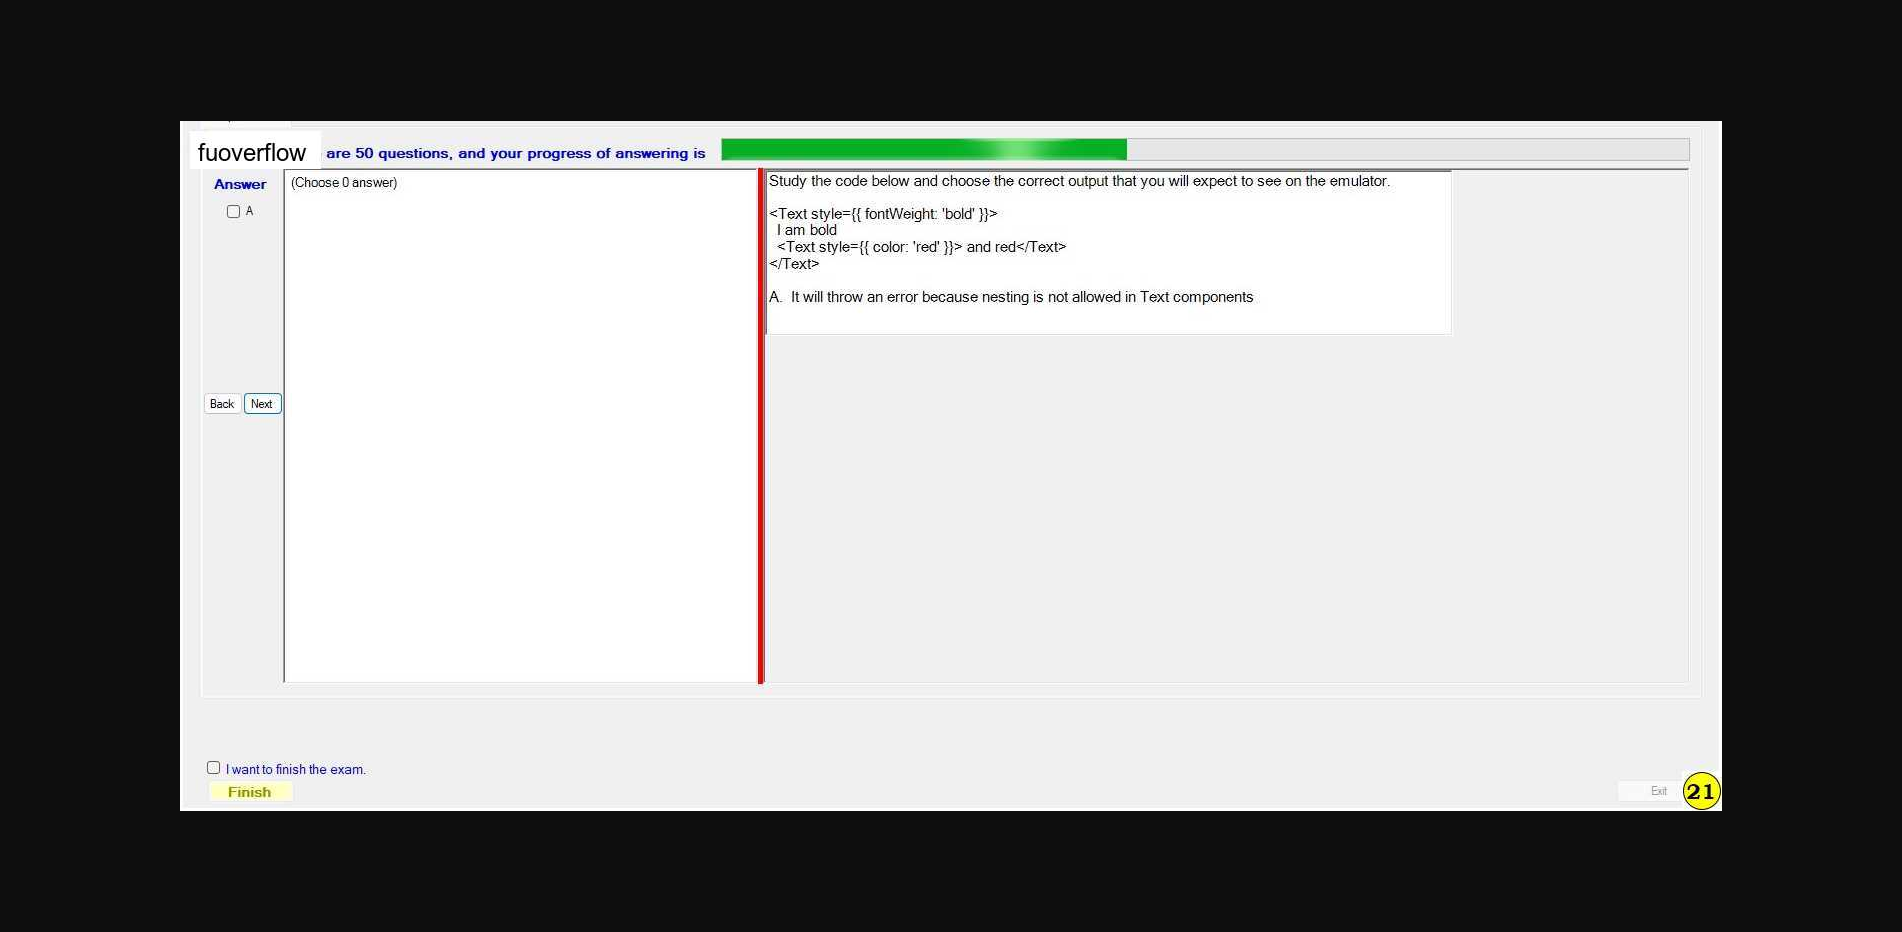 fuoverflow are 50 questions, and your progress of answering is
Answer
A
(Choose 0 answer)
Study the code below and choose the correct output that you will expect to see on the emulator.
<Text style={{ fontWeight: 'bold' }}>
I am bold
<Text style={{ color: 'red' }}> and red</Text>
</Text>
A. It will throw an error because nesting is not allowed in Text components
Back Next
I want to finish the exam.
Finish
Exit
21